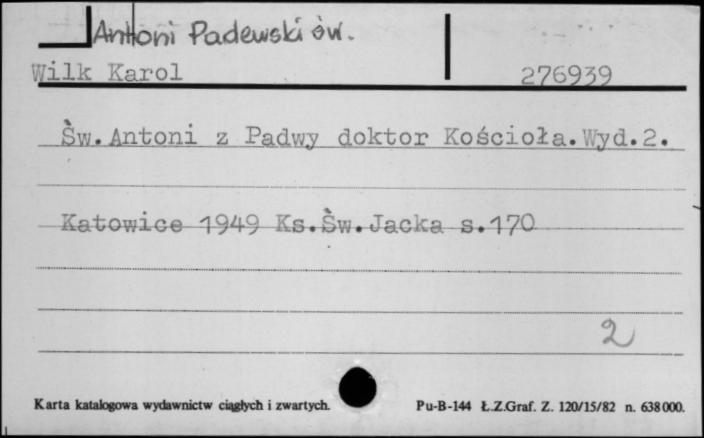 Antoni Padewski św.
Wilk Karol 276939
Św. Antoni z Padwy doktor Kościoła. Wyd. 2.
Katowice 1949 Ks. Św. Jacka s. 170
2
Karta katalogowa wydawnictw ciągłych i zwartych. Pu-B-144 Ł.Z.Graf. Z. 120/15/82 n. 638000.